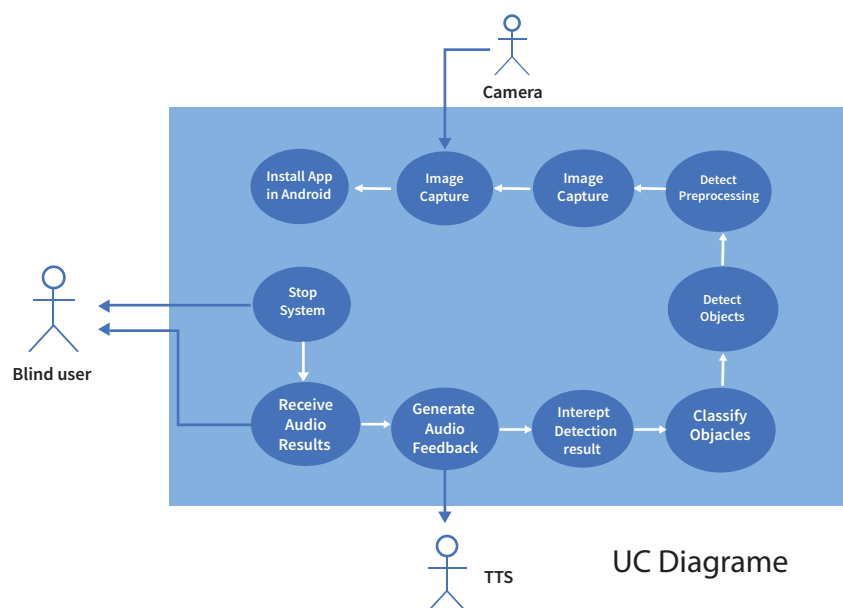 Camera
Install App
in Android
Image
Capture
Image
Capture
Detect
Preprocessing
Stop
System
Detect
Objects
Blind user
Receive
Audio
Results
Generate
Audio
Feedback
Interept
Detection
result
Classify
Objacles
TTS
UC Diagrame